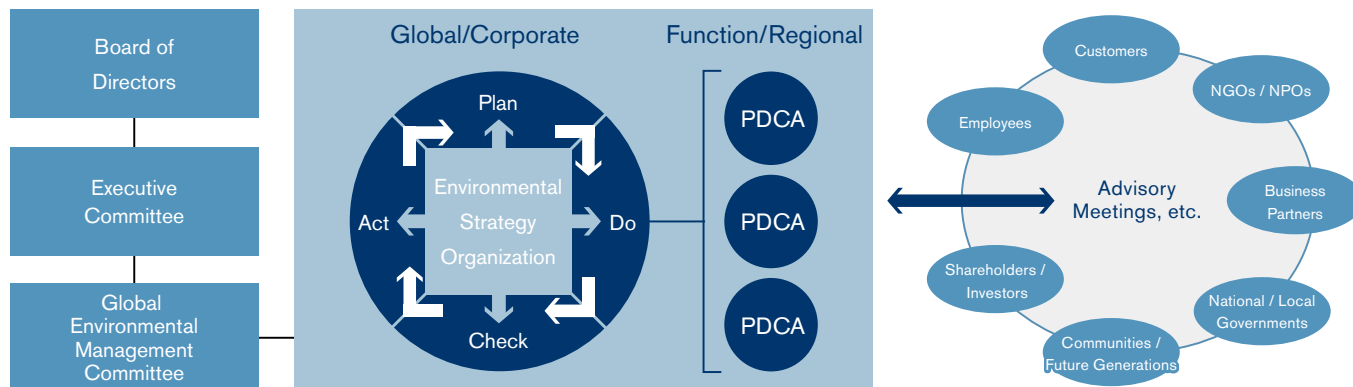 Board of
Directors
Executive
Committee
Global
Environmental
Management
Committee
Global/Corporate
Function/Regional
Plan
Act
Environmental
Strategy
Organization
Do
Check
PDCA
PDCA
PDCA
Customers
NGOs / NPOs
Employees
Advisory
Meetings, etc.
Business
Partners
Shareholders /
Investors
National / Local
Governments
Communities /
Future Generations